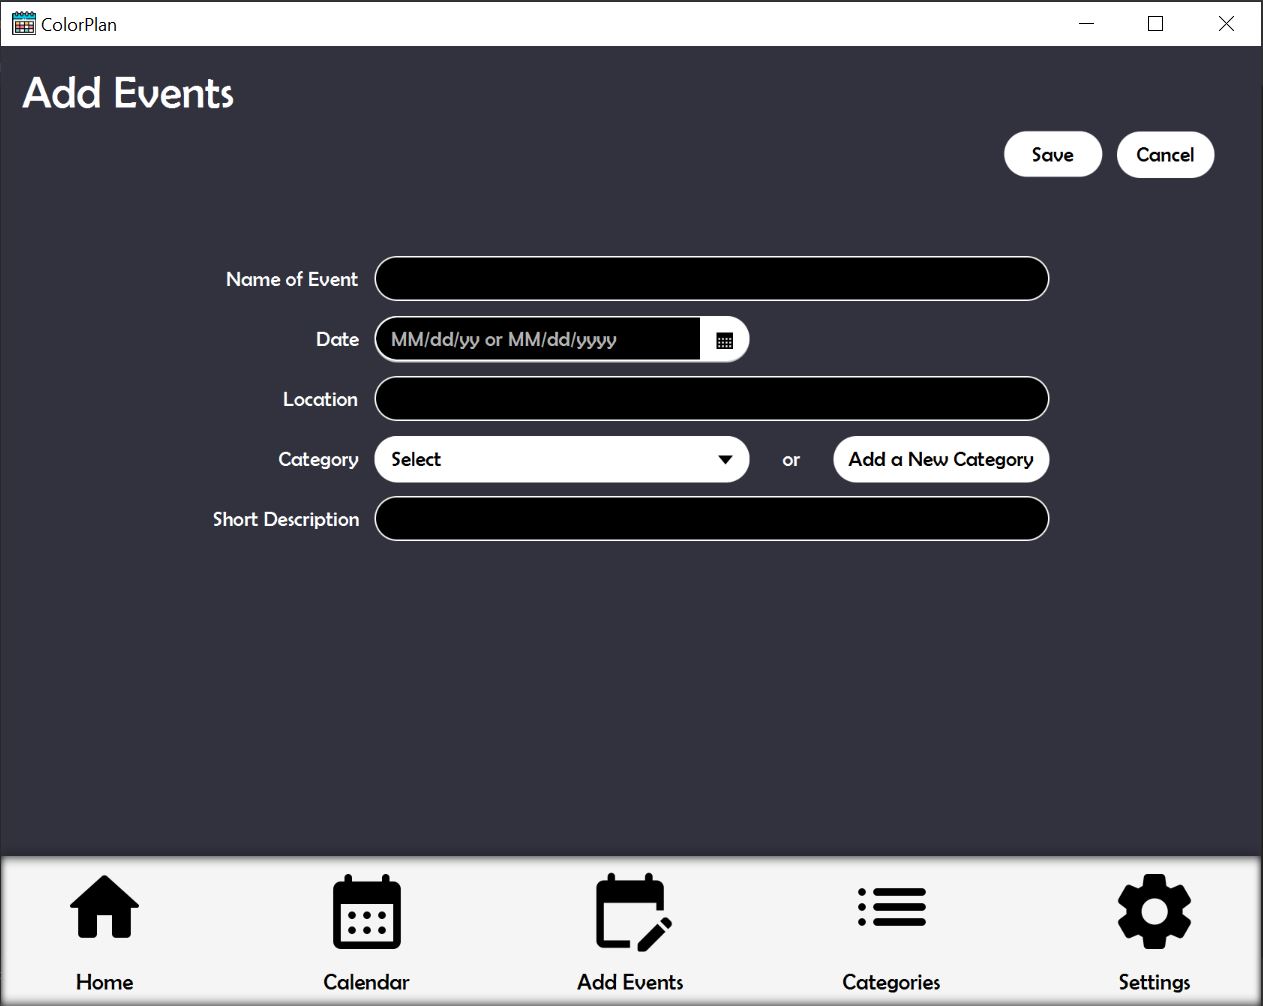 ColorPlan
Add Events
Save Cancel
Name of Event
Date MM/dd/yy or MM/dd/yyyy
Location
Category Select or Add a New Category
Short Description
Home Calendar Add Events Categories Settings